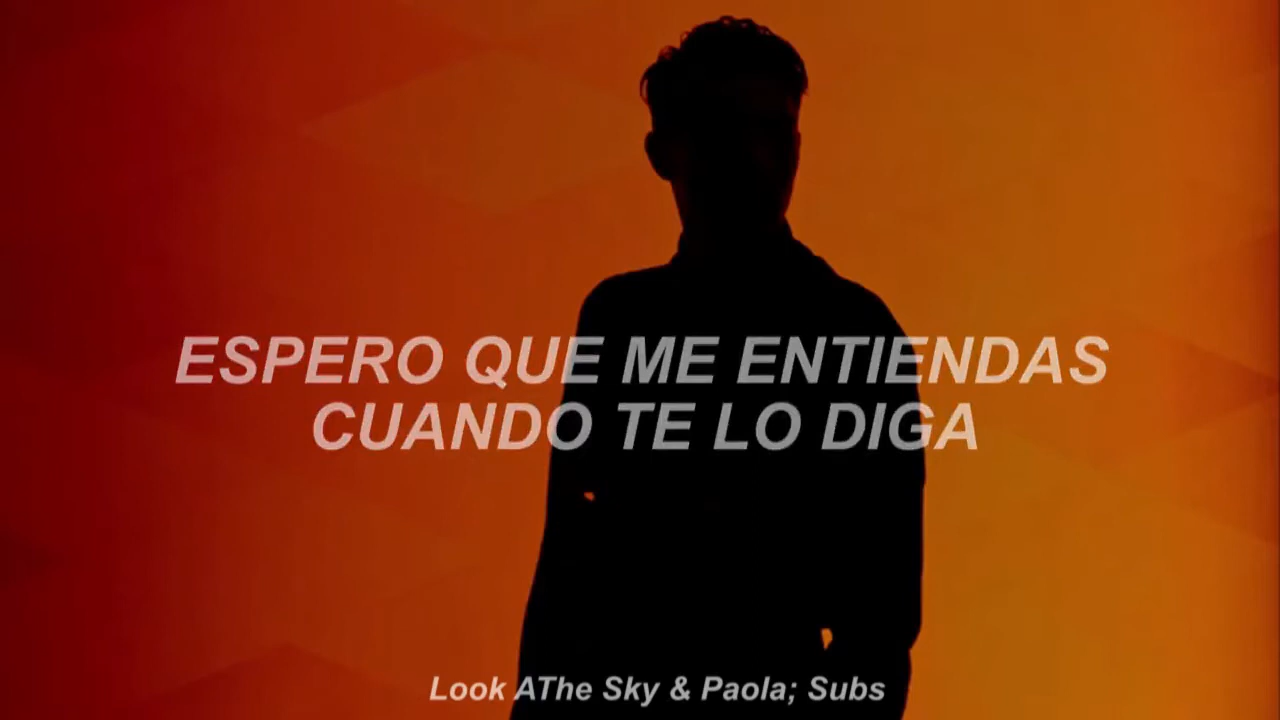 ESPERO QUE ME ENTIENDAS
CUANDO TE LO DIGA
Look AThe Sky & Paola; Subs